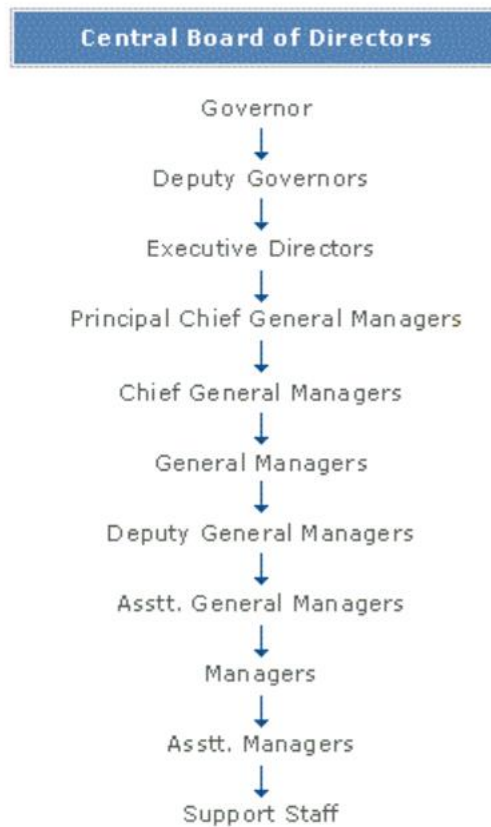 Central Board of Directors
Governor
Deputy Governors
Executive Directors
Principal Chief General Managers
Chief General Managers
General Managers
Deputy General Managers
Asstt. General Managers
Managers
Asstt. Managers
Support Staff